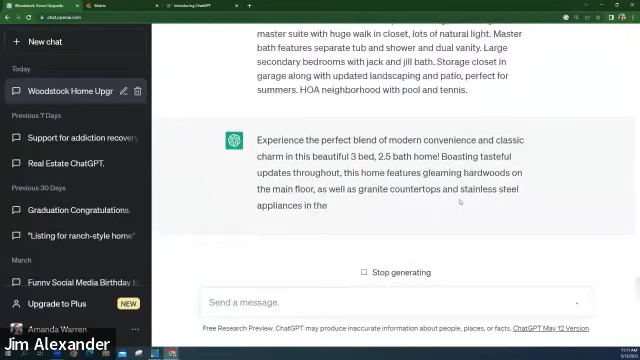 Woodstock Home Upgrade
Matrix
Introducing ChatGPT
chat.openai.com
New chat
Today
Woodstock Home Upgr
Previous 7 Days
Support for addiction recovery
Real Estate ChatGPT.
Previous 30 Days
Graduation Congratulations.
"Listing for ranch-style home"
March
Funny Social Media Birthday M
Upgrade to Plus
NEW
Amanda Warren
Jim Alexander
master suite with huge walk in closet, lots of natural light. Master
bath features separate tub and shower and dual vanity. Large
secondary bedrooms with jack and jill bath. Storage closet in
garage along with updated landscaping and patio, perfect for
summers. HOA neighborhood with pool and tennis.
Experience the perfect blend of modern convenience and classic
charm in this beautiful 3 bed, 2.5 bath home! Boasting tasteful
updates throughout, this home features gleaming hardwoods on
the main floor, as well as granite countertops and stainless steel
appliances in the
Stop generating
Send a message.
Free Research Preview. ChatGPT may produce inaccurate information about people, places, or facts. ChatGPT May 12 Version